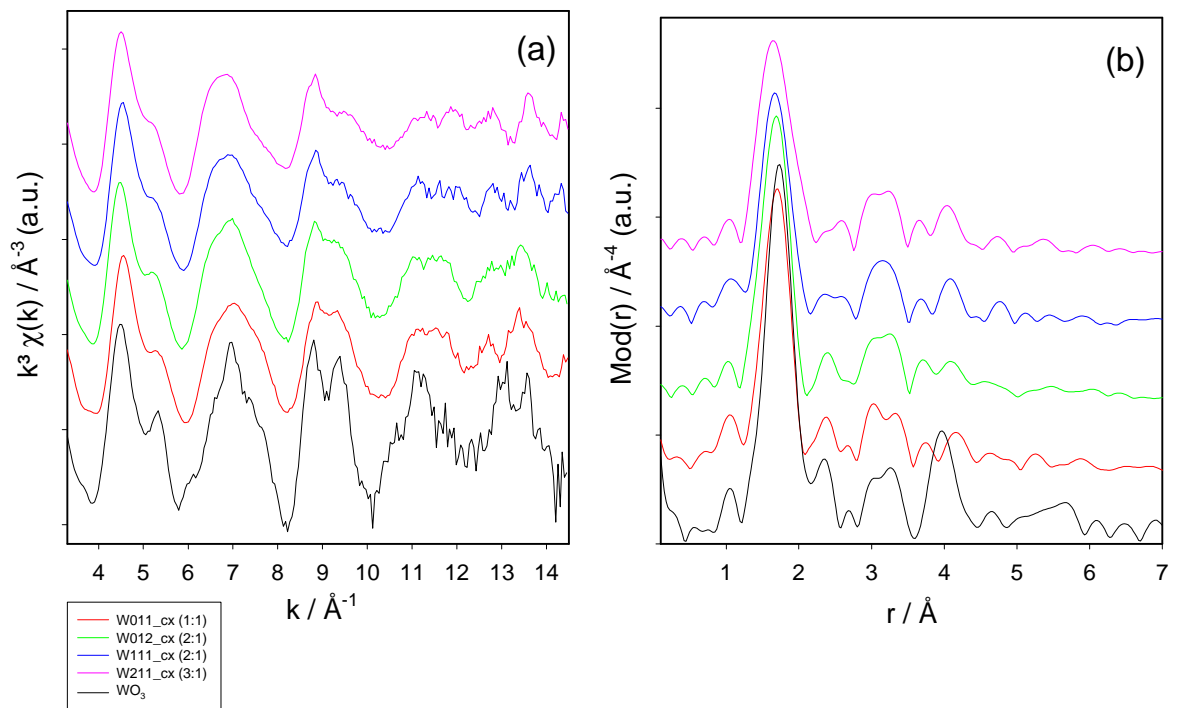 (a)
k³ χ(k) / Å⁻³ (a.u.)
4 5 6 7 8 9 10 11 12 13 14
k / Å⁻¹
(b)
Mod(r) / Å⁻⁴ (a.u.)
1 2 3 4 5 6 7
r / Å
W011_cx (1:1)
W012_cx (2:1)
W111_cx (2:1)
W211_cx (3:1)
WO₃